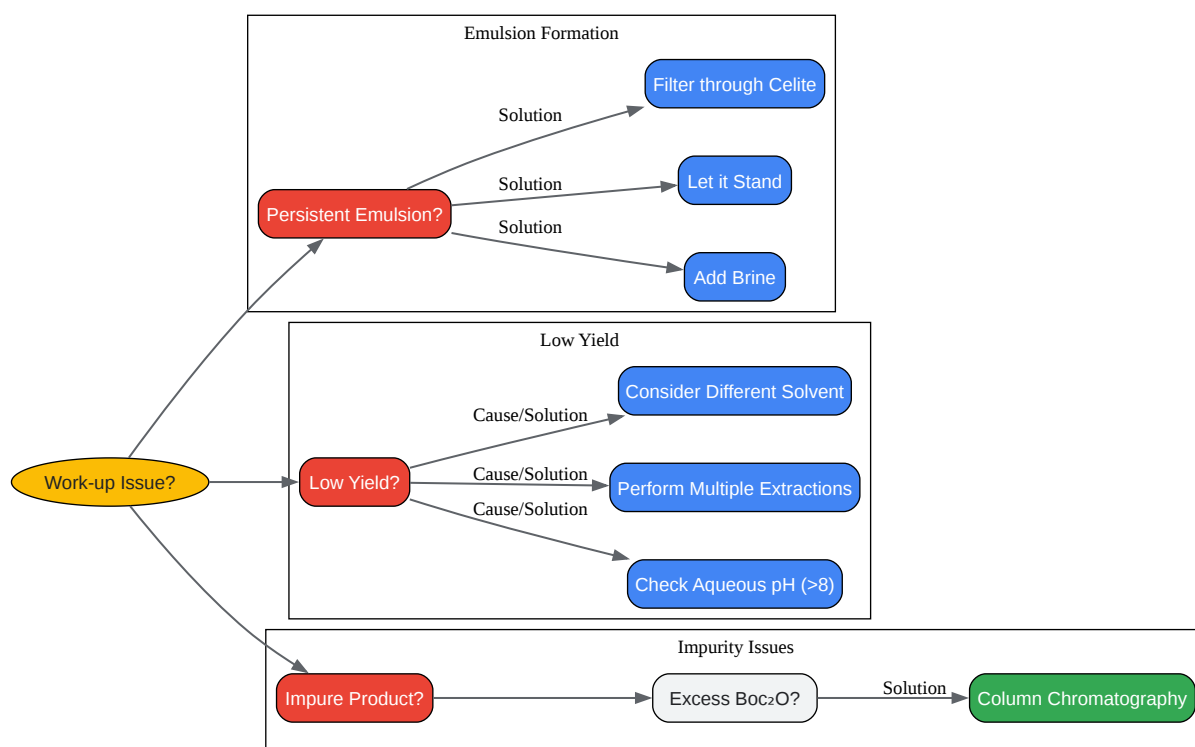 Emulsion Formation
Filter through Celite
Solution
Let it Stand
Solution
Persistent Emulsion?
Solution
Add Brine
Low Yield
Consider Different Solvent
Cause/Solution
Work-up Issue?
Low Yield?
Cause/Solution
Perform Multiple Extractions
Cause/Solution
Check Aqueous pH (>8)
Impurity Issues
Impure Product?
Excess Boc₂O?
Solution
Column Chromatography